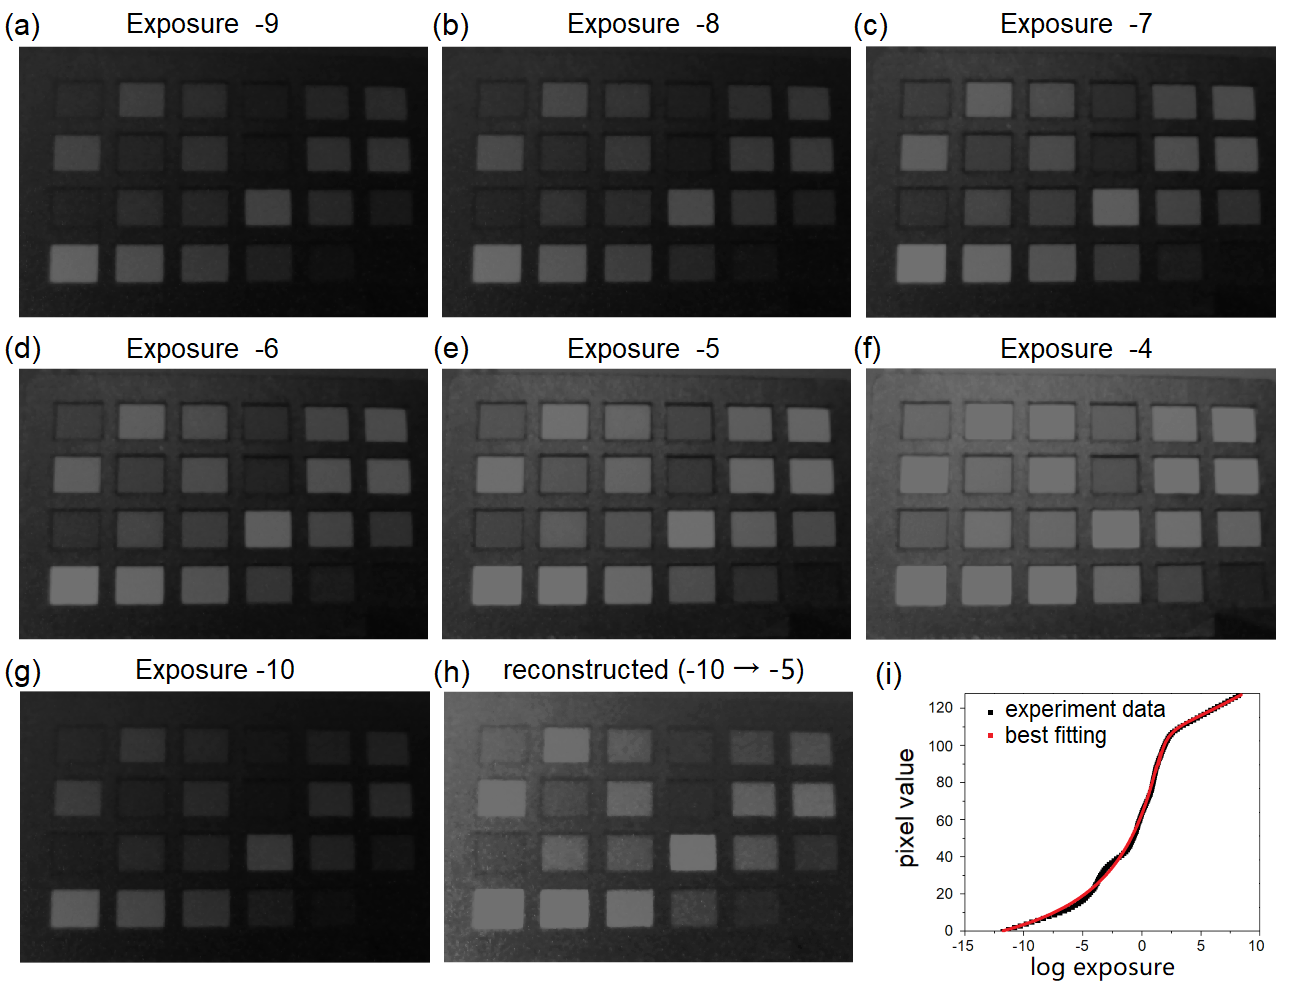 (a) Exposure -9
(b) Exposure -8
(c) Exposure -7
(d) Exposure -6
(e) Exposure -5
(f) Exposure -4
(g) Exposure -10
(h) reconstructed (-10 → -5)
(i)
experiment data
best fitting
pixel value
120
100
80
60
40
20
0
-15 -10 -5 0 5 10
log exposure